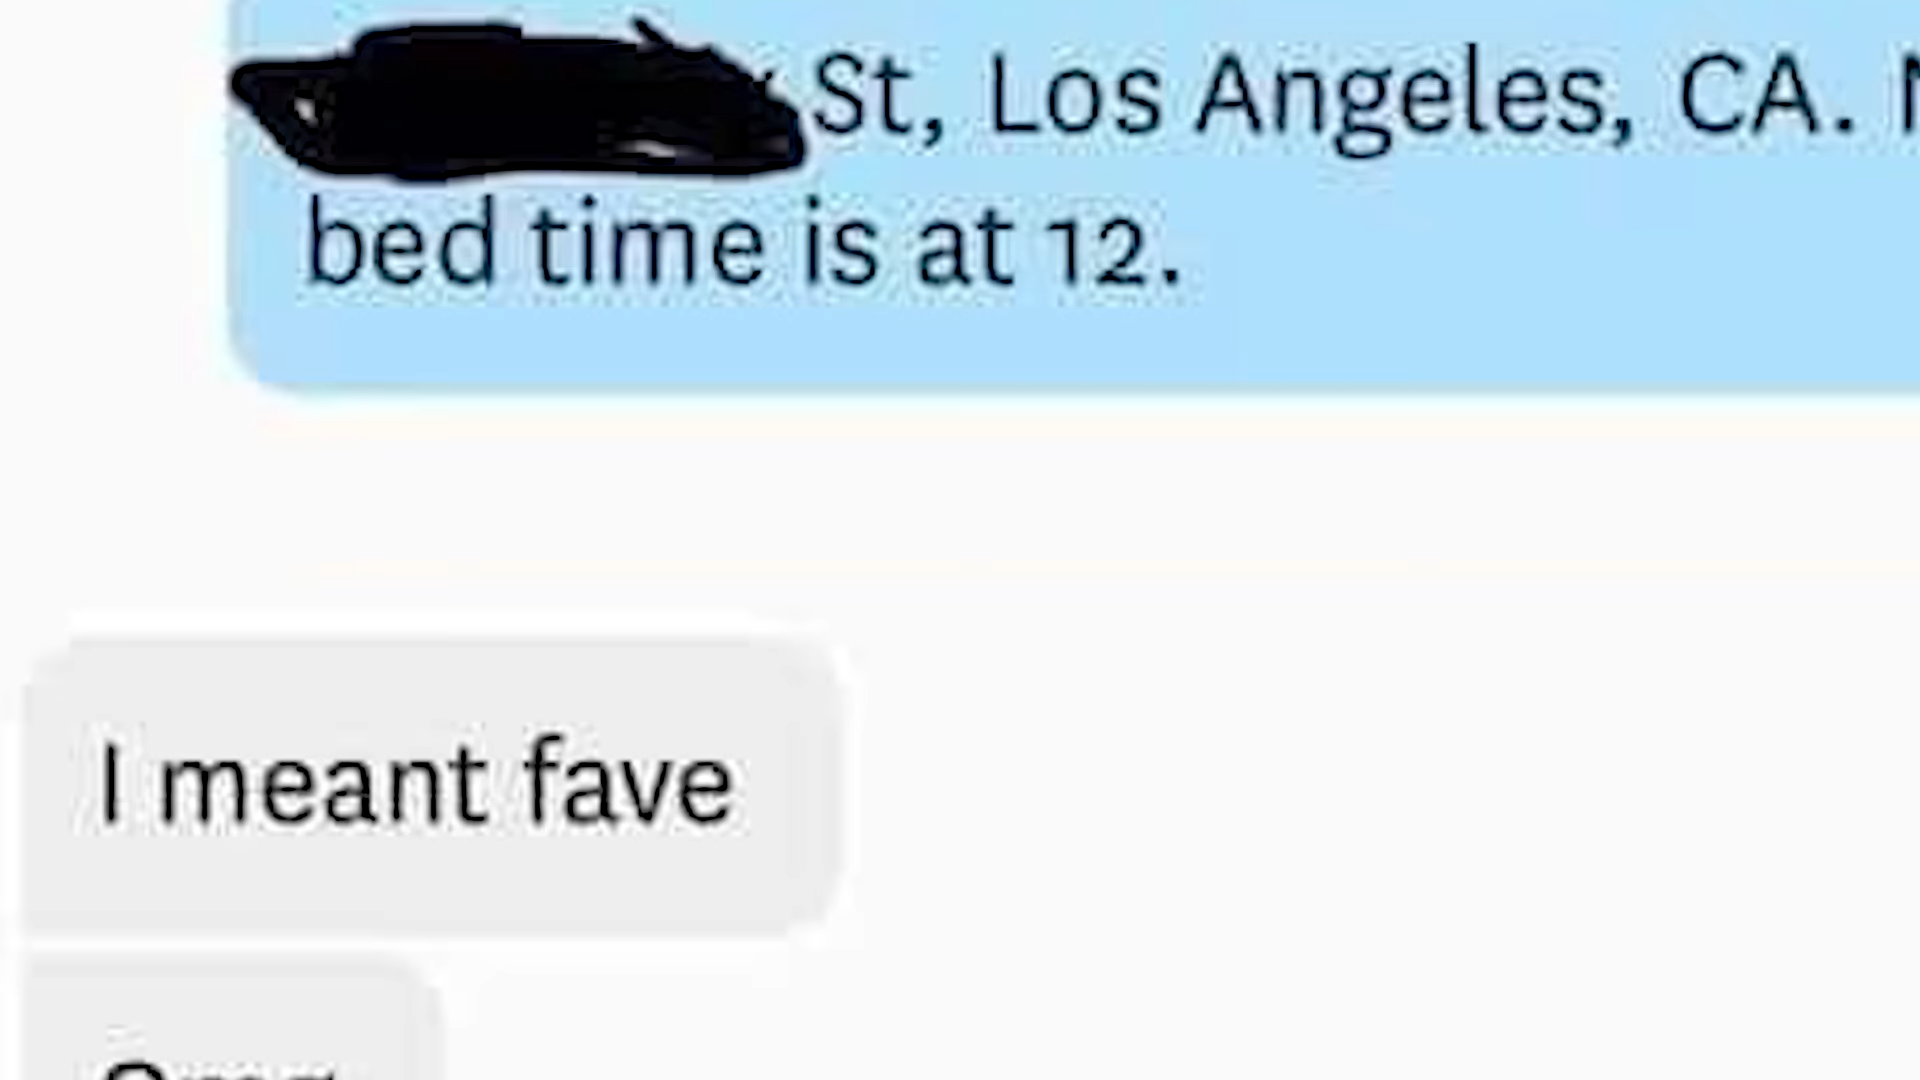 St, Los Angeles, CA.
bed time is at 12.
I meant fave